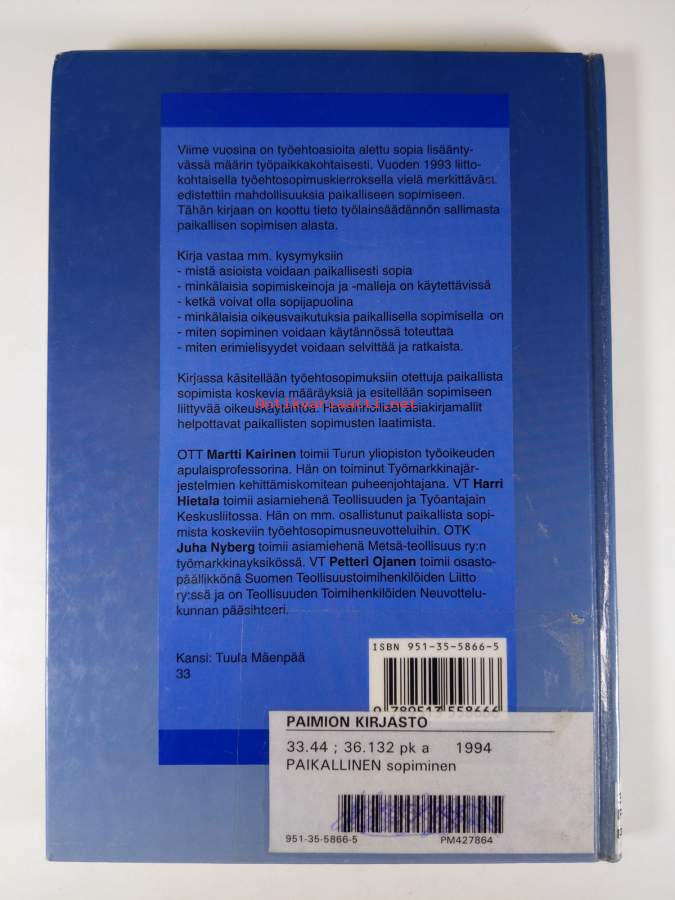 Viime vuosina on työehtoasioita alettu sopia lisäänty-
vässä määrin työpaikkakohtaisesti. Vuoden 1993 liitto-
kohtaisella työehtosopimuskierroksella vielä merkittäväsi
edistettiin mahdollisuuksia paikalliseen sopimiseen.
Tähän kirjaan on koottu tieto työlainsäädännön sallimasta
paikallisen sopimisen alasta.
Kirja vastaa mm. kysymyksiin
- mistä asioista voidaan paikallisesti sopia
- minkälaisia sopimiskeinoja ja -malleja on käytettävissä
- ketkä voivat olla sopijapuolina
- minkälaisia oikeusvaikutuksia paikallisella sopimisella on
- miten sopiminen voidaan käytännössä toteuttaa
- miten erimielisyydet voidaan selvittää ja ratkaista.
Kirjassa käsitellään työehtosopimuksiin otettuja paikallista
sopimista koskevia määräyksiä ja esitellään sopimiseen
liittyvää oikeuskäytäntöä. Havainnolliset asiakirjamallit
Antikvariaatti.net
helpottavat paikallisten sopimusten laatimista.
OTT Martti Kairinen toimii Turun yliopiston työoikeuden
apulaisprofessorina. Hän on toiminut Työmarkkinajär-
jestelmien kehittämiskomitean puheenjohtajana. VT Harri
Hietala toimii asiamiehenä Teollisuuden ja Työantajain
Keskusliitossa. Hän on mm. osallistunut paikallista sopi-
mista koskeviin työehtosopimusneuvotteluihin. OTK
Juha Nyberg toimii asiamiehenä Metsä-teollisuus ry:n
työmarkkinayksikössä. VT Petteri Ojanen toimii osasto-
päällikkönä Suomen Teollisuustoimihenkilöiden Liitto
ry:ssä ja on Teollisuuden Toimihenkilöiden Neuvottelu-
kunnan pääsihteeri.
Kansi: Tuula Mäenpää
33
ISBN 951-35-5866-5
9 789513 558666
PAIMION KIRJASTO
33.44 ; 36.132 pk a 1994
PAIKALLINEN sopiminen
951-35-5866-5 PM427864